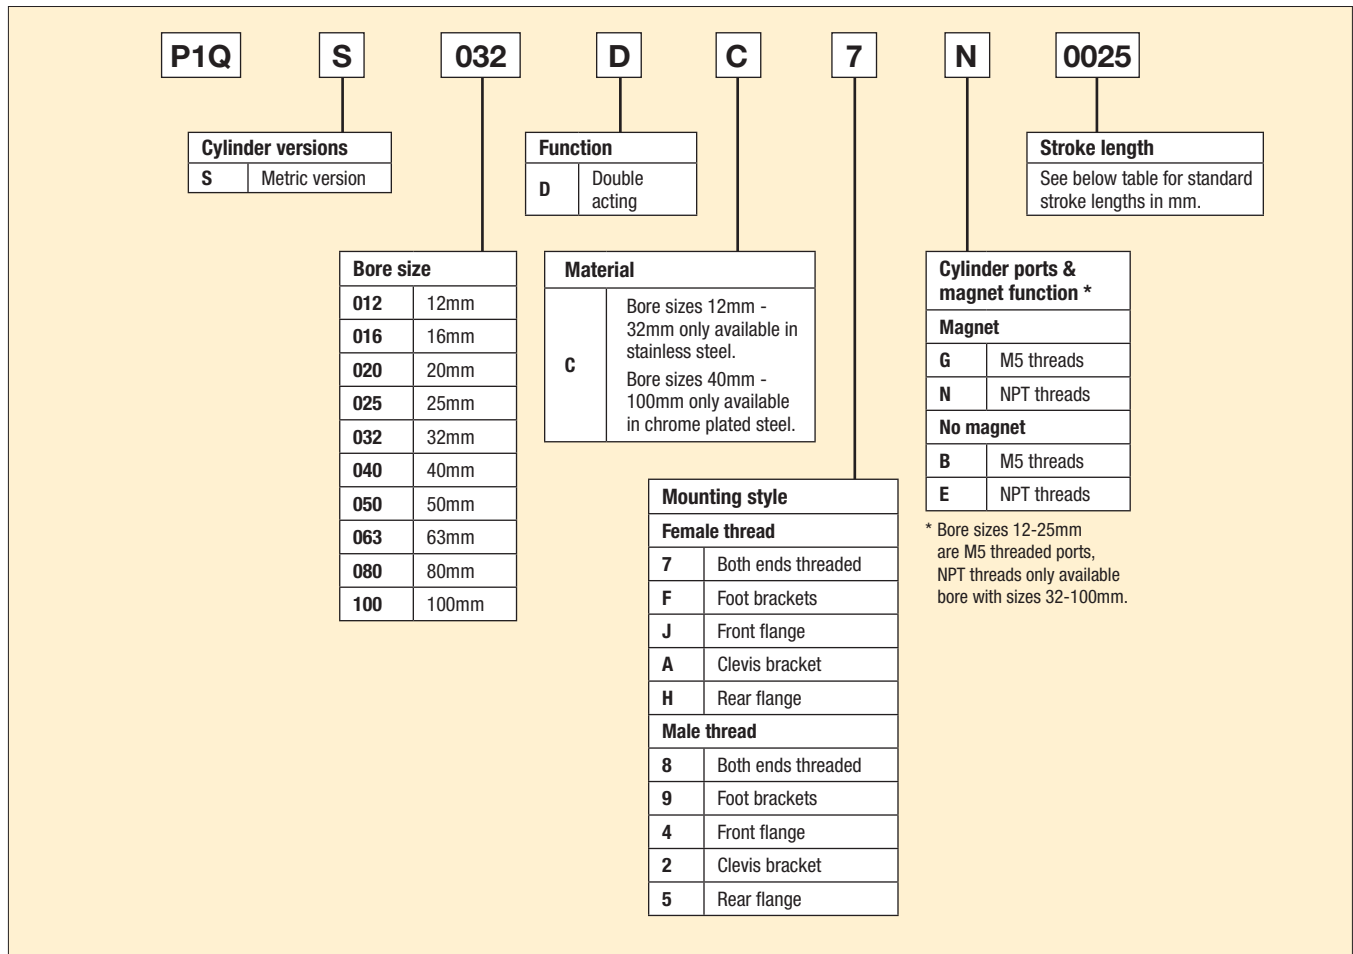 P1Q S 032 D C 7 N 0025
Cylinder versions
S Metric version
Function
D Double
acting
Stroke length
See below table for standard
stroke lengths in mm.
Bore size
012 12mm
016 16mm
020 20mm
025 25mm
032 32mm
040 40mm
050 50mm
063 63mm
080 80mm
100 100mm
Material
C
Bore sizes 12mm -
32mm only available in
stainless steel.
Bore sizes 40mm -
100mm only available
in chrome plated steel.
Cylinder ports &
magnet function *
Magnet
G M5 threads
N NPT threads
No magnet
B M5 threads
E NPT threads
* Bore sizes 12-25mm
are M5 threaded ports,
NPT threads only available
bore with sizes 32-100mm.
Mounting style
Female thread
7 Both ends threaded
F Foot brackets
J Front flange
A Clevis bracket
H Rear flange
Male thread
8 Both ends threaded
9 Foot brackets
4 Front flange
2 Clevis bracket
5 Rear flange